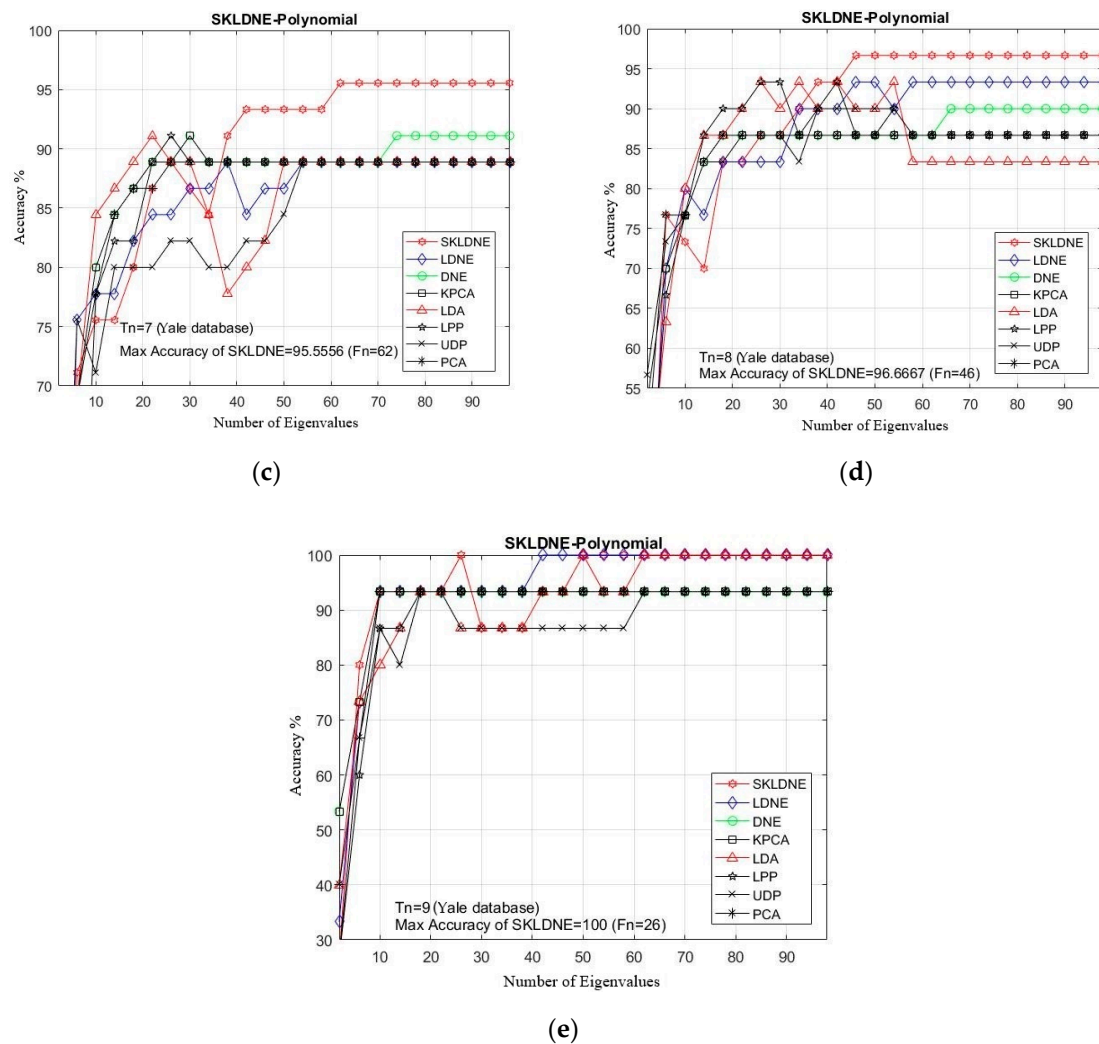 SKLDNE-Polynomial
100
95
90
85
80
75
70
Accuracy %
10 20 30 40 50 60 70 80 90
Number of Eigenvalues
SKLDNE
LDNE
DNE
KPCA
LDA
LPP
UDP
PCA
Tn=7 (Yale database)
Max Accuracy of SKLDNE=95.5556 (Fn=62)
(c)
SKLDNE-Polynomial
100
95
90
85
80
75
70
65
60
55
Accuracy %
10 20 30 40 50 60 70 80 90
Number of Eigenvalues
SKLDNE
LDNE
DNE
KPCA
LDA
LPP
UDP
PCA
Tn=8 (Yale database)
Max Accuracy of SKLDNE=96.6667 (Fn=46)
(d)
SKLDNE-Polynomial
100
90
80
70
60
50
40
30
Accuracy %
10 20 30 40 50 60 70 80 90
Number of Eigenvalues
SKLDNE
LDNE
DNE
KPCA
LDA
LPP
UDP
PCA
Tn=9 (Yale database)
Max Accuracy of SKLDNE=100 (Fn=26)
(e)